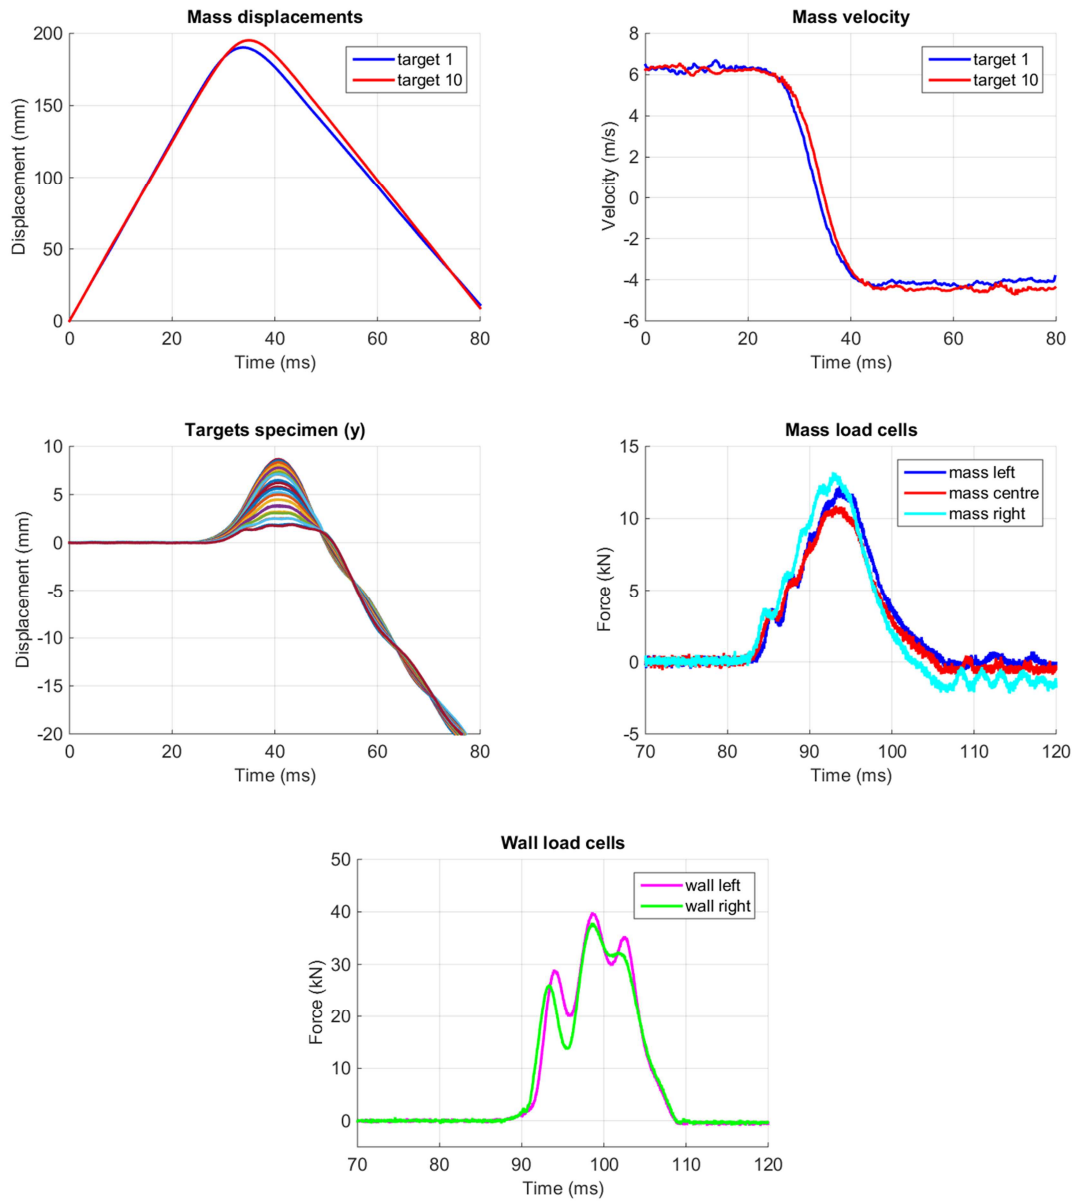 Mass displacements
200
150
100
50
0
0 20 40 60 80
Displacement (mm)
Time (ms)
target 1
target 10
Mass velocity
8
6
4
2
0
-2
-4
-6
0 20 40 60 80
Velocity (m/s)
Time (ms)
target 1
target 10
Targets specimen (y)
10
5
0
-5
-10
-15
-20
0 20 40 60 80
Displacement (mm)
Time (ms)
Mass load cells
15
10
5
0
-5
70 80 90 100 110 120
Force (kN)
Time (ms)
mass left
mass centre
mass right
Wall load cells
50
40
30
20
10
0
70 80 90 100 110 120
Force (kN)
Time (ms)
wall left
wall right